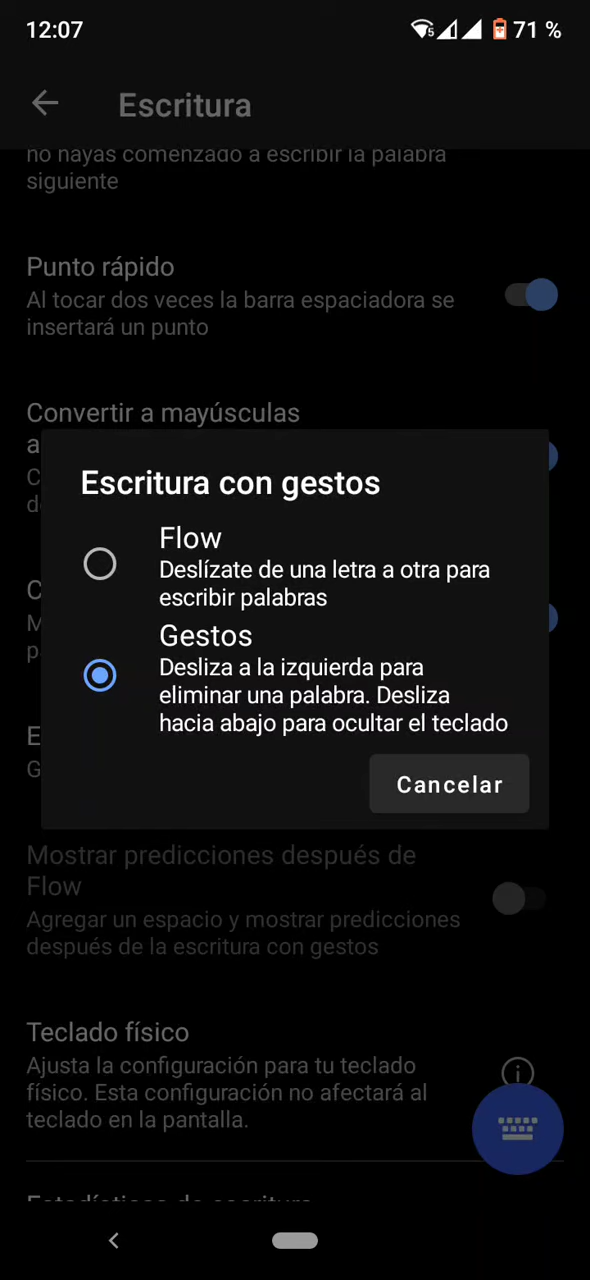 12:07
5
71 %
Escritura
no hayas comenzado a escribir la palabra
siguiente
Punto rápido
Al tocar dos veces la barra espaciadora se
insertará un punto
Convertir a mayúsculas
a
C
d
Escritura con gestos
Flow
Deslízate de una letra a otra para
escribir palabras
C
M
p
Gestos
Desliza a la izquierda para
eliminar una palabra. Desliza
hacia abajo para ocultar el teclado
E
G
Cancelar
Mostrar predicciones después de
Flow
Agregar un espacio y mostrar predicciones
después de la escritura con gestos
Teclado físico
Ajusta la configuración para tu teclado
físico. Esta configuración no afectará al
teclado en la pantalla.
Estadísticas de escritura